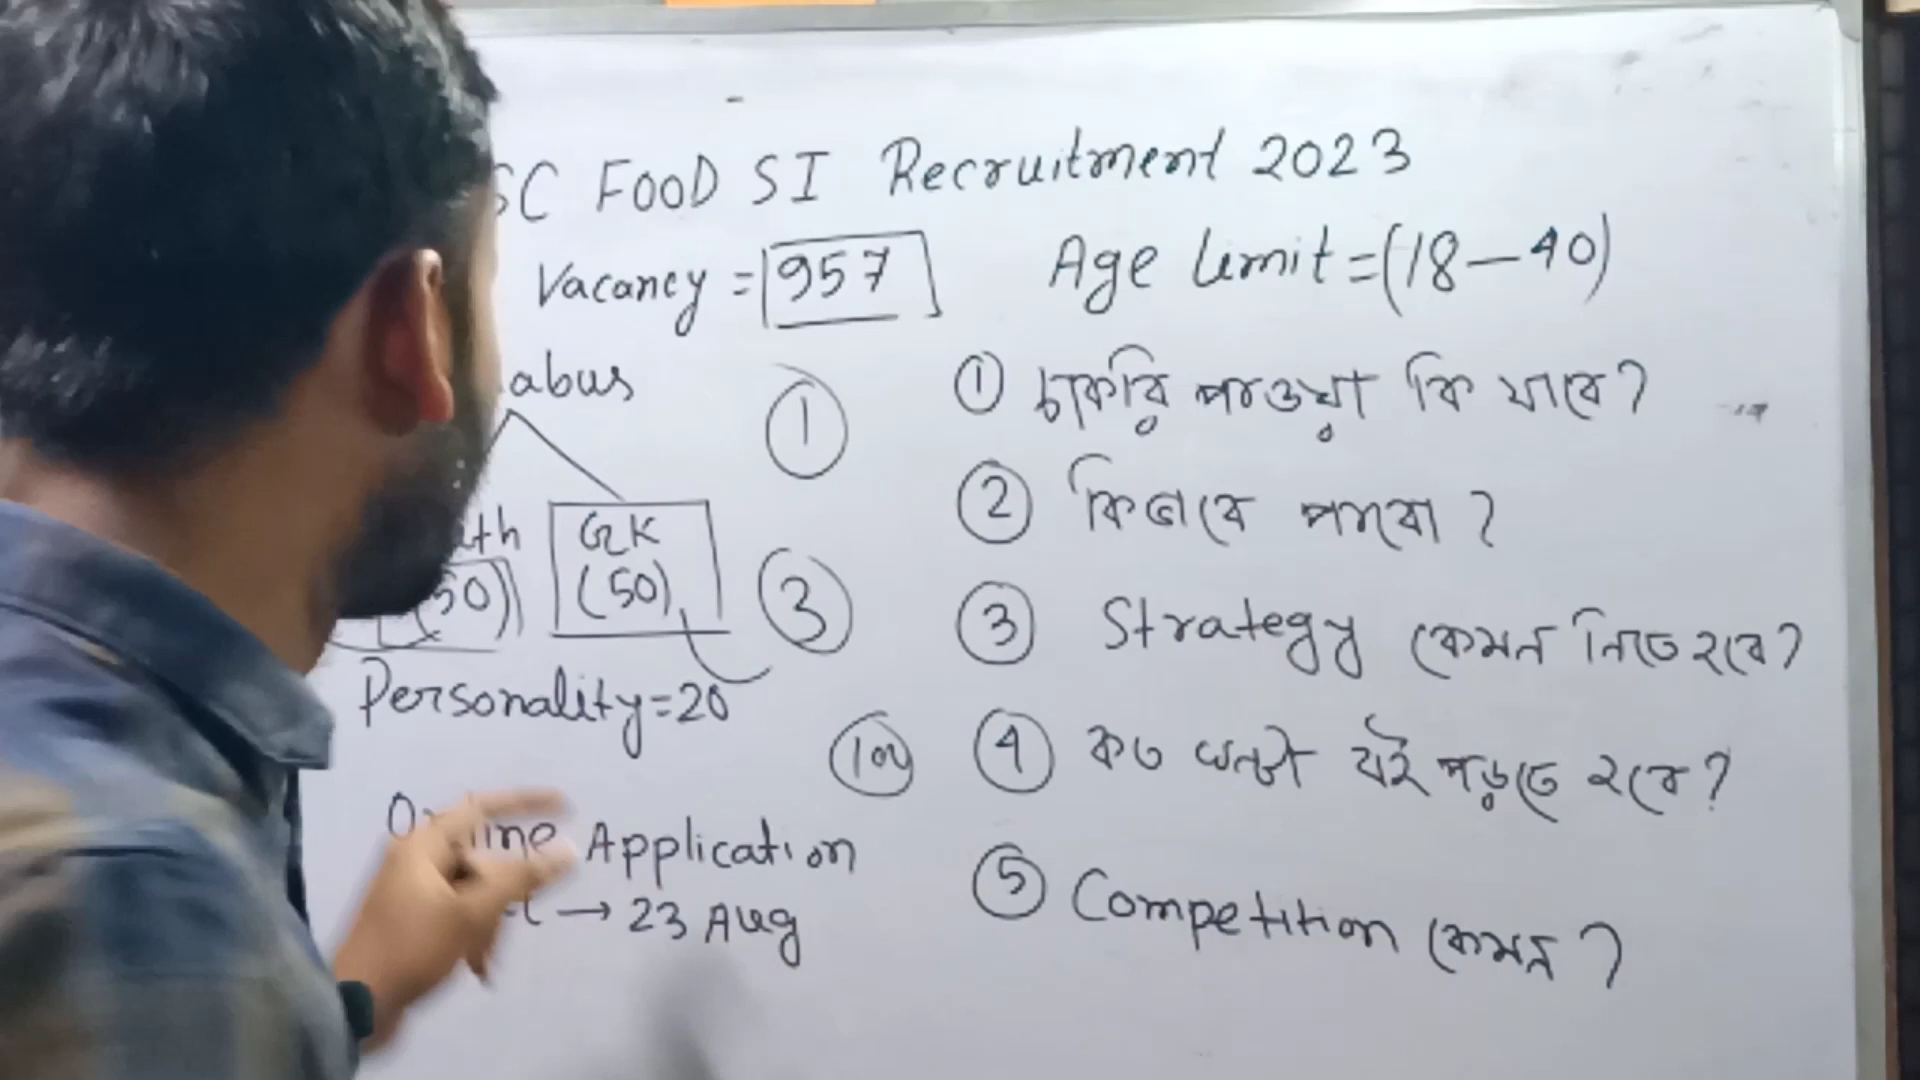 SC FOOD SI Recruitment 2023
Vacancy = 957
Age limit = (18-40)
abus
① ① চাকরি পাওয়া কি যাবে?
② কিভাবে পাবো?
th GK
50) (50)
③ ③ Strategy কেমন নিতে হবে?
Personality=20
100 ④ কত ঘন্টা বই পড়তে হবে?
Online Application
→ 23 Aug
⑤ Competition কেমন?